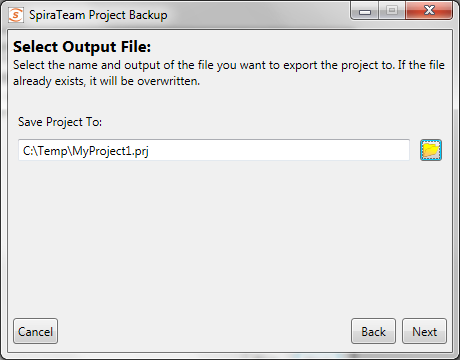 SpiraTeam Project Backup
Select Output File:
Select the name and output of the file you want to export the project to. If the file
already exists, it will be overwritten.
Save Project To:
C:\Temp\MyProject1.prj
Cancel
Back
Next